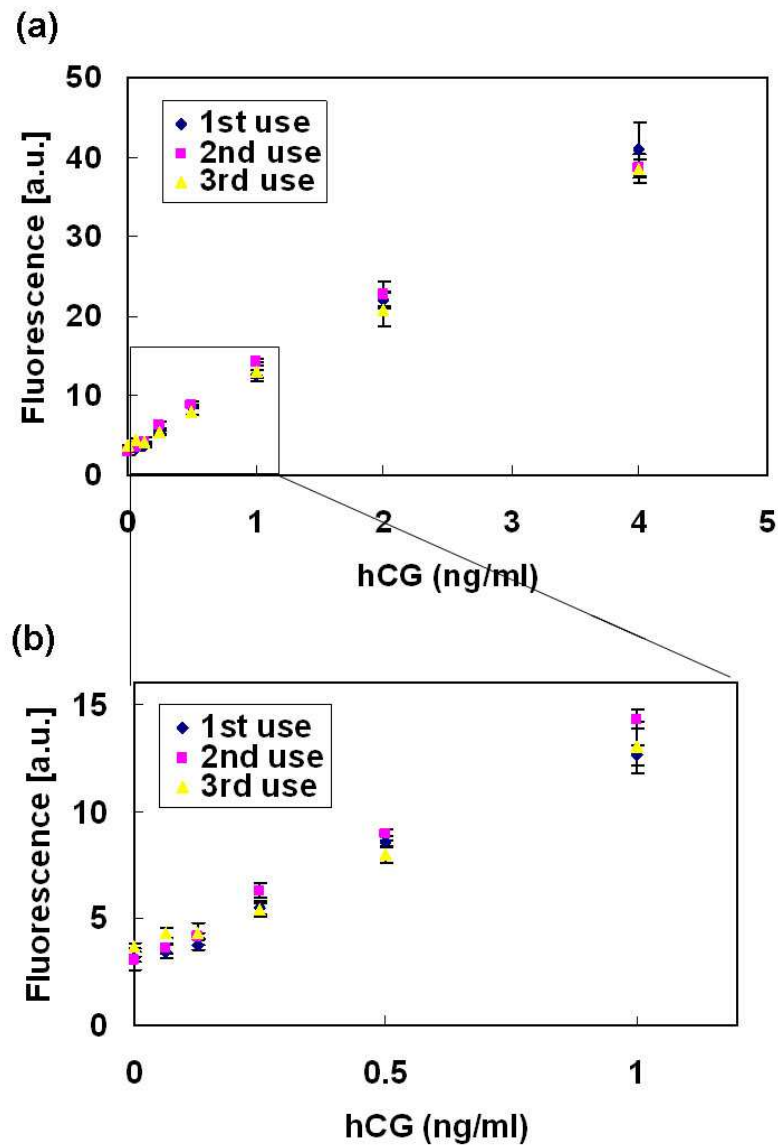 (a)
50
40
30
20
10
0
Fluorescence [a.u.]
1st use
2nd use
3rd use
0 1 2 3 4 5
hCG (ng/ml)
(b)
15
10
5
0
Fluorescence [a.u.]
1st use
2nd use
3rd use
0 0.5 1
hCG (ng/ml)